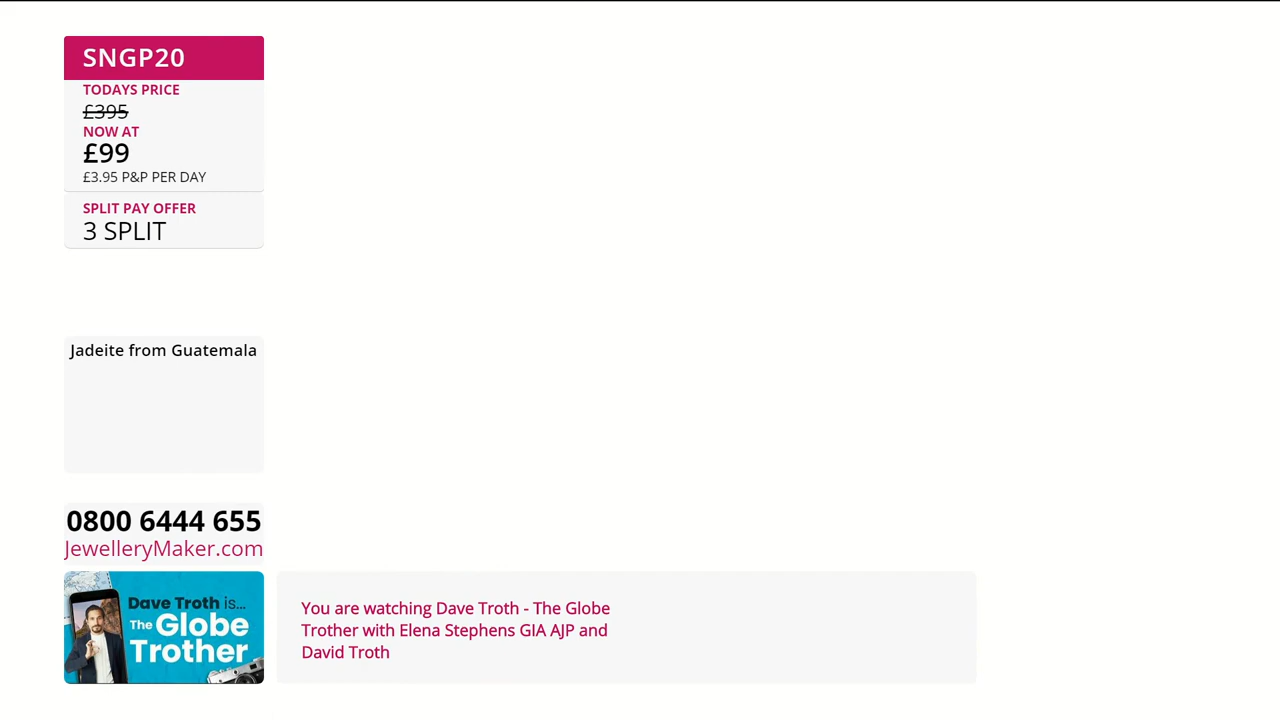 SNGP20
TODAYS PRICE
£395
NOW AT
£99
£3.95 P&P PER DAY
SPLIT PAY OFFER
3 SPLIT
Jadeite from Guatemala
0800 6444 655
JewelleryMaker.com
Dave Troth is...
The Globe
Trother
You are watching Dave Troth - The Globe
Trother with Elena Stephens GIA AJP and
David Troth